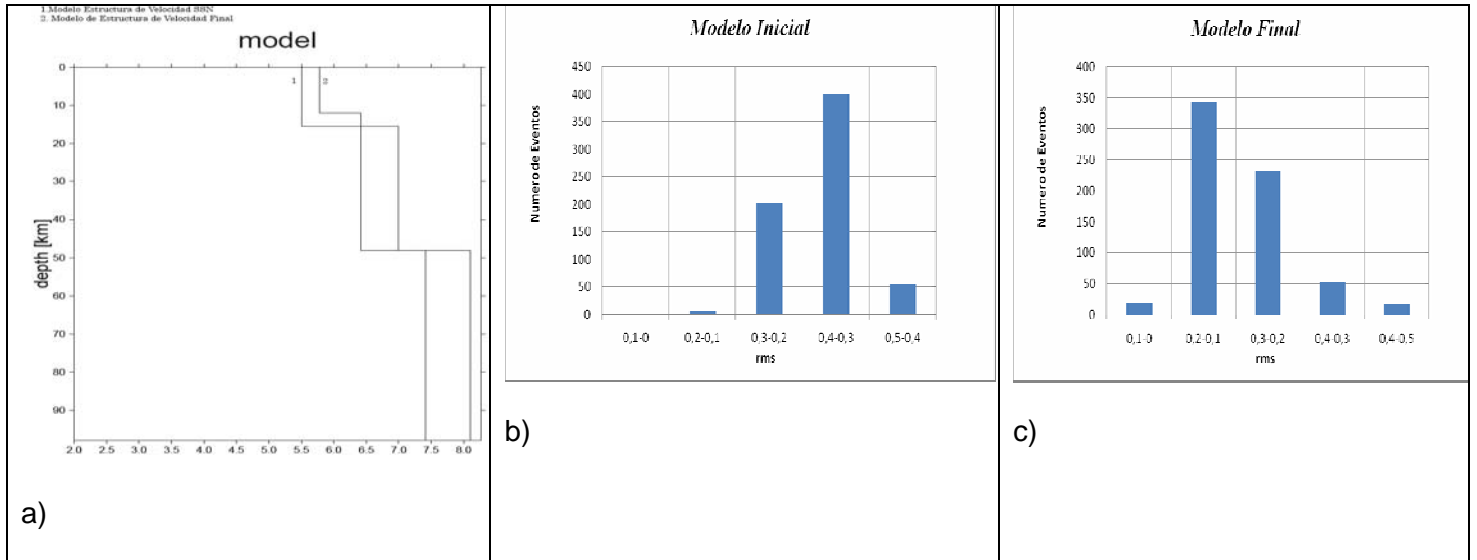 1.Modelo Estructura de Velocidad SSN
2. Modelo de Estructura de Velocidad Final
model
1
2
0
10
20
30
40
50
60
70
80
90
depth [km]
2.0 2.5 3.0 3.5 4.0 4.5 5.0 5.5 6.0 6.5 7.0 7.5 8.0
a)
Modelo Inicial
Numero de Eventos
450
400
350
300
250
200
150
100
50
0
0,1-0 0,2-0,1 0,3-0,2 0,4-0,3 0,5-0,4
rms
b)
Modelo Final
Numero de Eventos
400
350
300
250
200
150
100
50
0
0,1-0 0,2-0,1 0,3-0,2 0,4-0,3 0,4-0,5
rms
c)